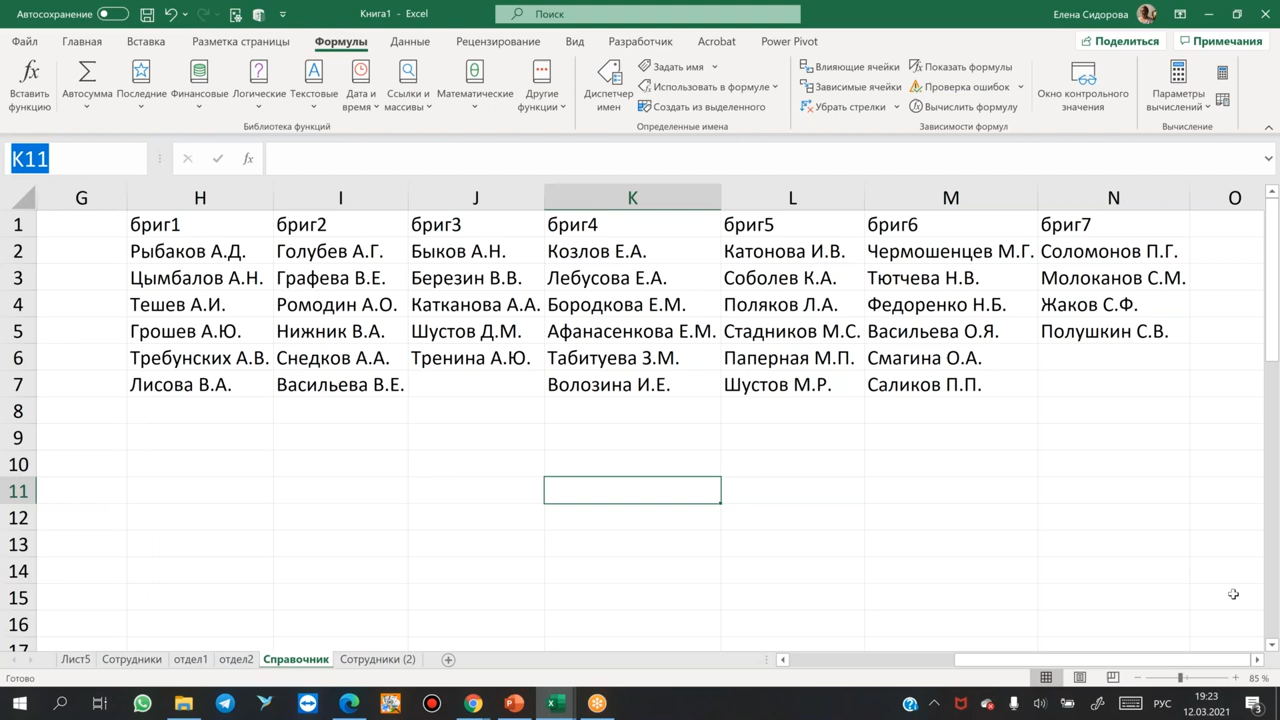 Автосохранение
Книга1 - Excel
Поиск
Елена Сидорова
Файл Главная Вставка Разметка страницы Формулы Данные Рецензирование Вид Разработчик Acrobat Power Pivot
Поделиться Примечания
Вставить функцию
Автосумма
Последние
Финансовые
Логические
Текстовые
Дата и время
Ссылки и массивы
Математические
Другие функции
Библиотека функций
Диспетчер имен
Задать имя
Использовать в формуле
Создать из выделенного
Определенные имена
Влияющие ячейки
Зависимые ячейки
Убрать стрелки
Показать формулы
Проверка ошибок
Вычислить формулу
Зависимости формул
Окно контрольного значения
Параметры вычислений
Вычисление
K11
fx
G H I J K L M N O
1 бриг1 бриг2 бриг3 бриг4 бриг5 бриг6 бриг7
2 Рыбаков А.Д. Голубев А.Г. Быков А.Н. Козлов Е.А. Катонова И.В. Чермошенцев М.Г. Соломонов П.Г.
3 Цымбалов А.Н. Графева В.Е. Березин В.В. Лебусова Е.А. Соболев К.А. Тютчева Н.В. Молоканов С.М.
4 Тешев А.И. Ромодин А.О. Катканова А.А. Бородкова Е.М. Поляков Л.А. Федоренко Н.Б. Жаков С.Ф.
5 Грошев А.Ю. Нижник В.А. Шустов Д.М. Афанасенкова Е.М. Стадников М.С. Васильева О.Я. Полушкин С.В.
6 Требунских А.В. Снедков А.А. Тренина А.Ю. Табитуева З.М. Паперная М.П. Смагина О.А.
7 Лисова В.А. Васильева В.Е. Волозина И.Е. Шустов М.Р. Саликов П.П.
8
9
10
11
12
13
14
15
16
17
Лист5 Сотрудники отдел1 отдел2 Справочник Сотрудники (2)
Готово
85 %
РУС
19:23
12.03.2021